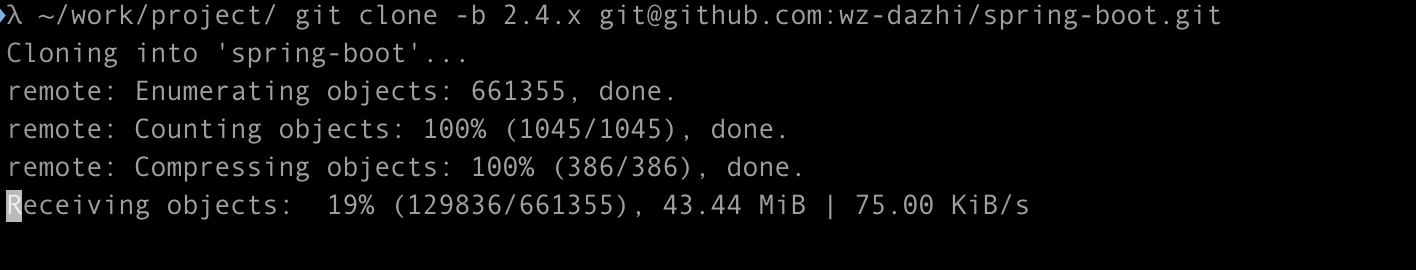 λ ~/work/project/ git clone -b 2.4.x git@github.com:wz-dazhi/spring-boot.git
Cloning into 'spring-boot'...
remote: Enumerating objects: 661355, done.
remote: Counting objects: 100% (1045/1045), done.
remote: Compressing objects: 100% (386/386), done.
Receiving objects:  19% (129836/661355), 43.44 MiB | 75.00 KiB/s